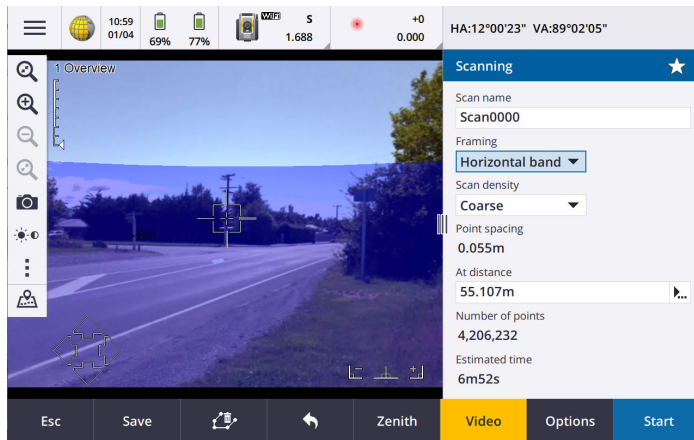 10:59
01/04
69%
77%
WiFi
S
1.688
+0
0.000
HA:12°00'23" VA:89°02'05"
1 Overview
Scanning
Scan name
Scan0000
Framing
Horizontal band
Scan density
Coarse
Point spacing
0.055m
At distance
55.107m
Number of points
4,206,232
Estimated time
6m52s
Esc
Save
Zenith
Video
Options
Start